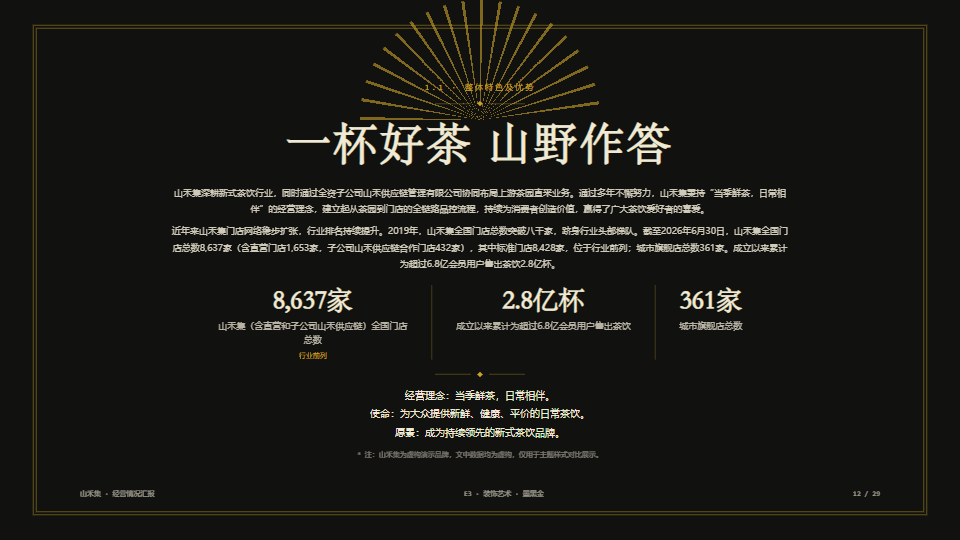 1.1 · 整体特色及优势
一杯好茶 山野作答
山禾集深耕新式茶饮行业，同时通过全资子公司山禾供应链管理有限公司协同布局上游茶园直采业务。通过多年不懈努力，山禾集秉持“当季鲜茶，日常相
伴”的经营理念，建立起从茶园到门店的全链路品控流程，持续为消费者创造价值，赢得了广大茶饮爱好者的喜爱。
近年来山禾集门店网络稳步扩张，行业排名持续提升。2019年，山禾集全国门店总数突破八千家，跻身行业头部梯队。截至2026年6月30日，山禾集全国门
店总数8,637家（含直营门店1,653家，子公司山禾供应链合作门店432家），其中标准门店8,428家，位于行业前列；城市旗舰店总数361家。成立以来累计
为超过6.8亿会员用户售出茶饮2.8亿杯。
8,637家
山禾集（含直营和子公司山禾供应链）全国门店
总数
行业前列
2.8亿杯
成立以来累计为超过6.8亿会员用户售出茶饮
361家
城市旗舰店总数
经营理念：当季鲜茶，日常相伴。
使命：为大众提供新鲜、健康、平价的日常茶饮。
愿景：成为持续领先的新式茶饮品牌。
* 注：山禾集为虚构演示品牌，文中数据均为虚构，仅用于主题样式对比展示。
山禾集 · 经营情况汇报
E3 · 装饰艺术 · 墨黑金
12 / 29